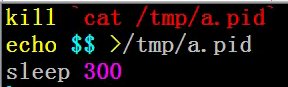 kill `cat /tmp/a.pid`
echo $$ >/tmp/a.pid
sleep 300